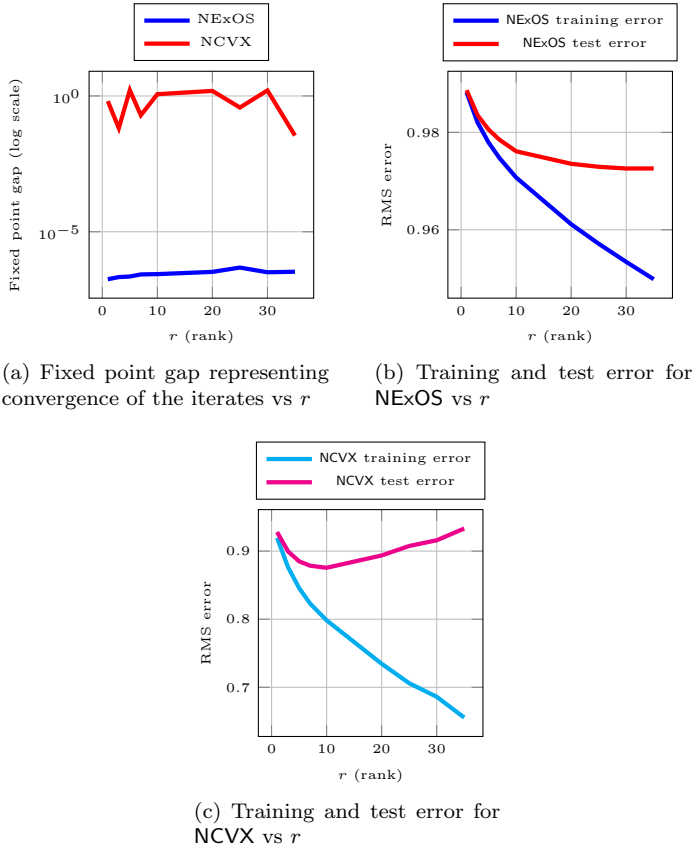 NExOS
NCVX
Fixed point gap (log scale)
10^0
10^−5
0 10 20 30
r (rank)
(a) Fixed point gap representing
convergence of the iterates vs r
NExOS training error
NExOS test error
RMS error
0.98
0.96
0 10 20 30
r (rank)
(b) Training and test error for
NExOS vs r
NCVX training error
NCVX test error
RMS error
0.9
0.8
0.7
0 10 20 30
r (rank)
(c) Training and test error for
NCVX vs r